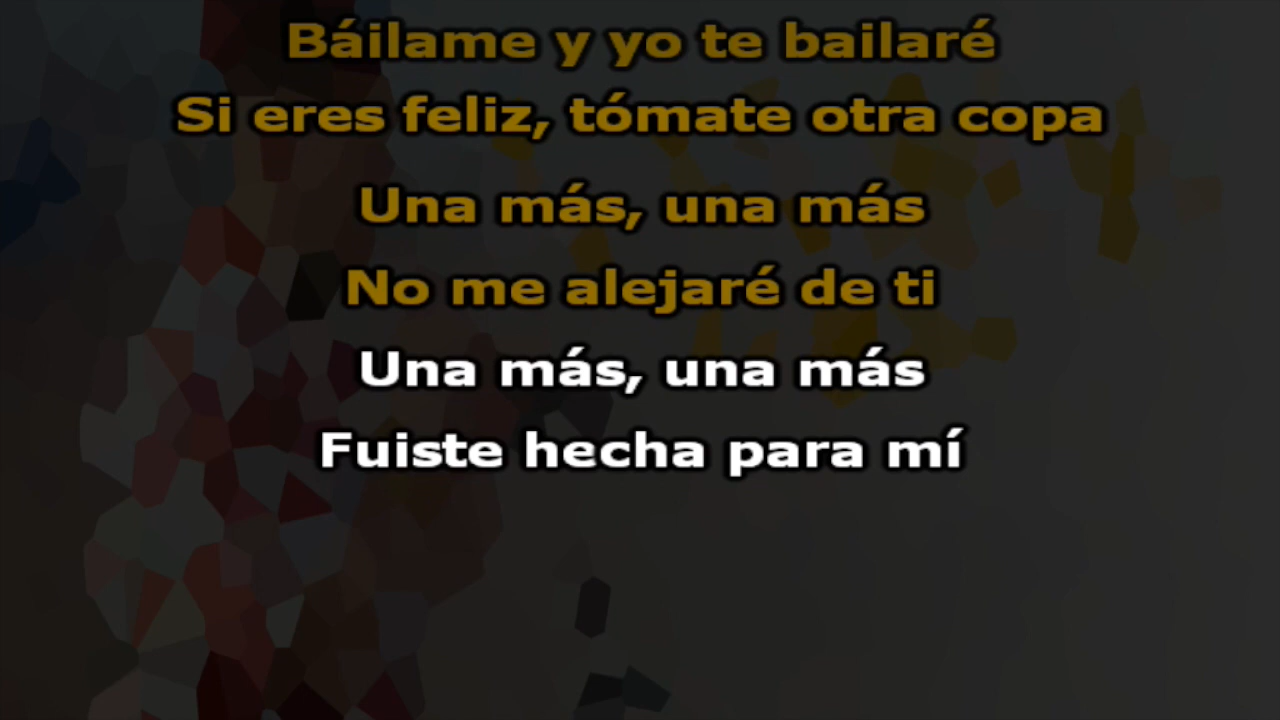 Báilame y yo te bailaré
Si eres feliz, tómate otra copa
Una más, una más
No me alejaré de ti
Una más, una más
Fuiste hecha para mí